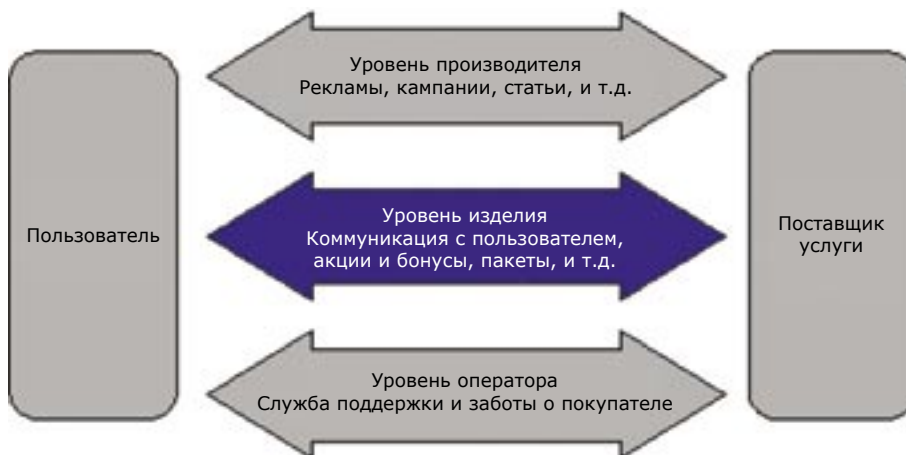 Уровень производителя
Рекламы, кампании, статьи, и т.д.
Пользователь
Уровень изделия
Коммуникация с пользователем,
акции и бонусы, пакеты, и т.д.
Поставщик
услуги
Уровень оператора
Служба поддержки и заботы о покупателе